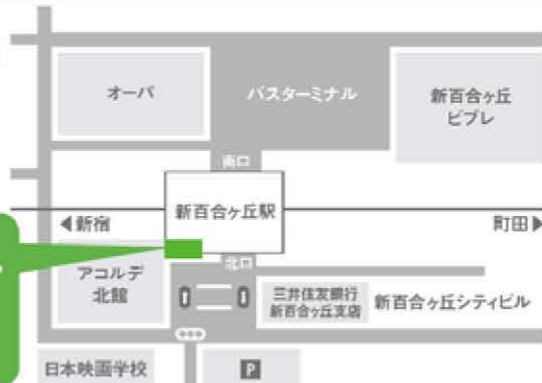 オーパ
バスターミナル
新百合ヶ丘
ビブレ
南口
新百合ヶ丘駅
◀新宿
町田▶
北口
アコルデ
北館
三井住友銀行
新百合ヶ丘支店
新百合ヶ丘シティビル
日本映画学校
P